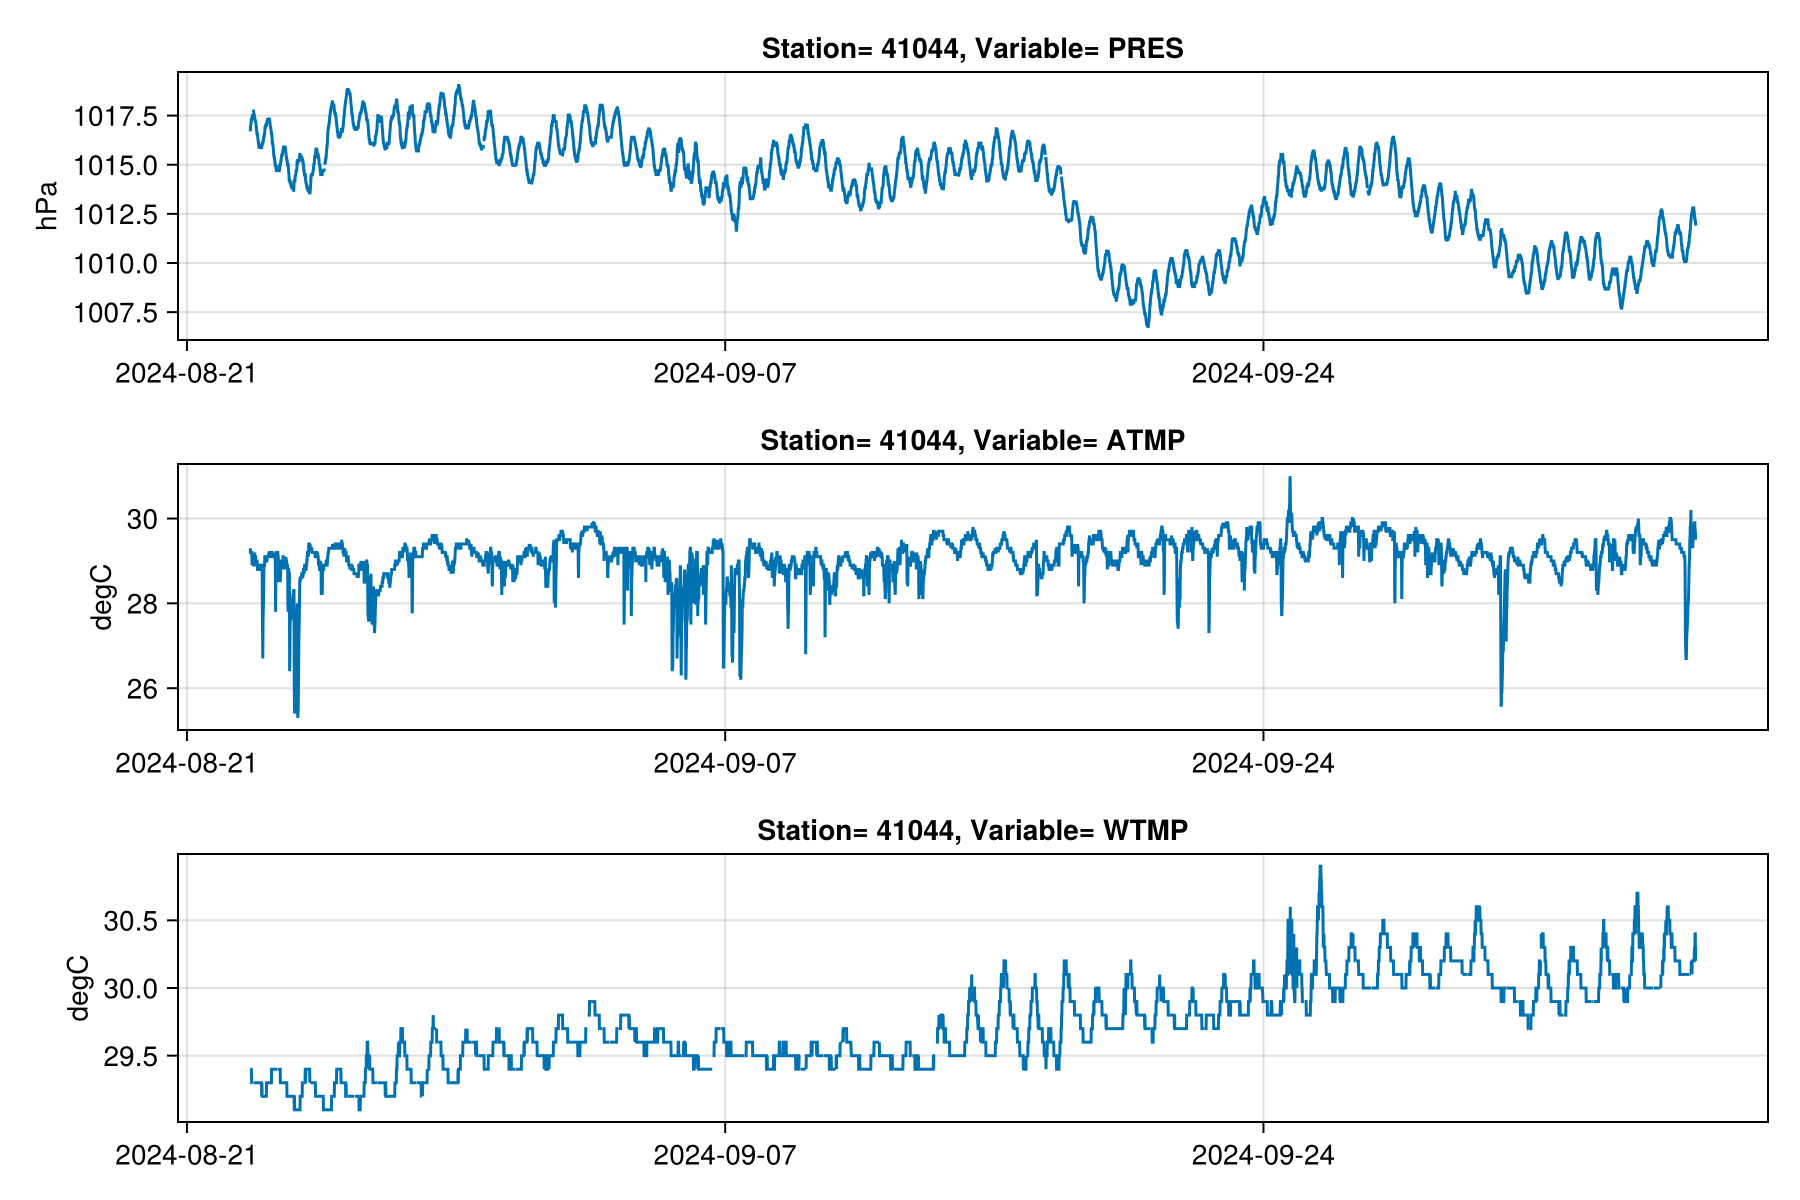 Station= 41044, Variable= PRES
hPa
1017.5
1015.0
1012.5
1010.0
1007.5
2024-08-21 2024-09-07 2024-09-24
Station= 41044, Variable= ATMP
degC
30
28
26
2024-08-21 2024-09-07 2024-09-24
Station= 41044, Variable= WTMP
degC
30.5
30.0
29.5
2024-08-21 2024-09-07 2024-09-24